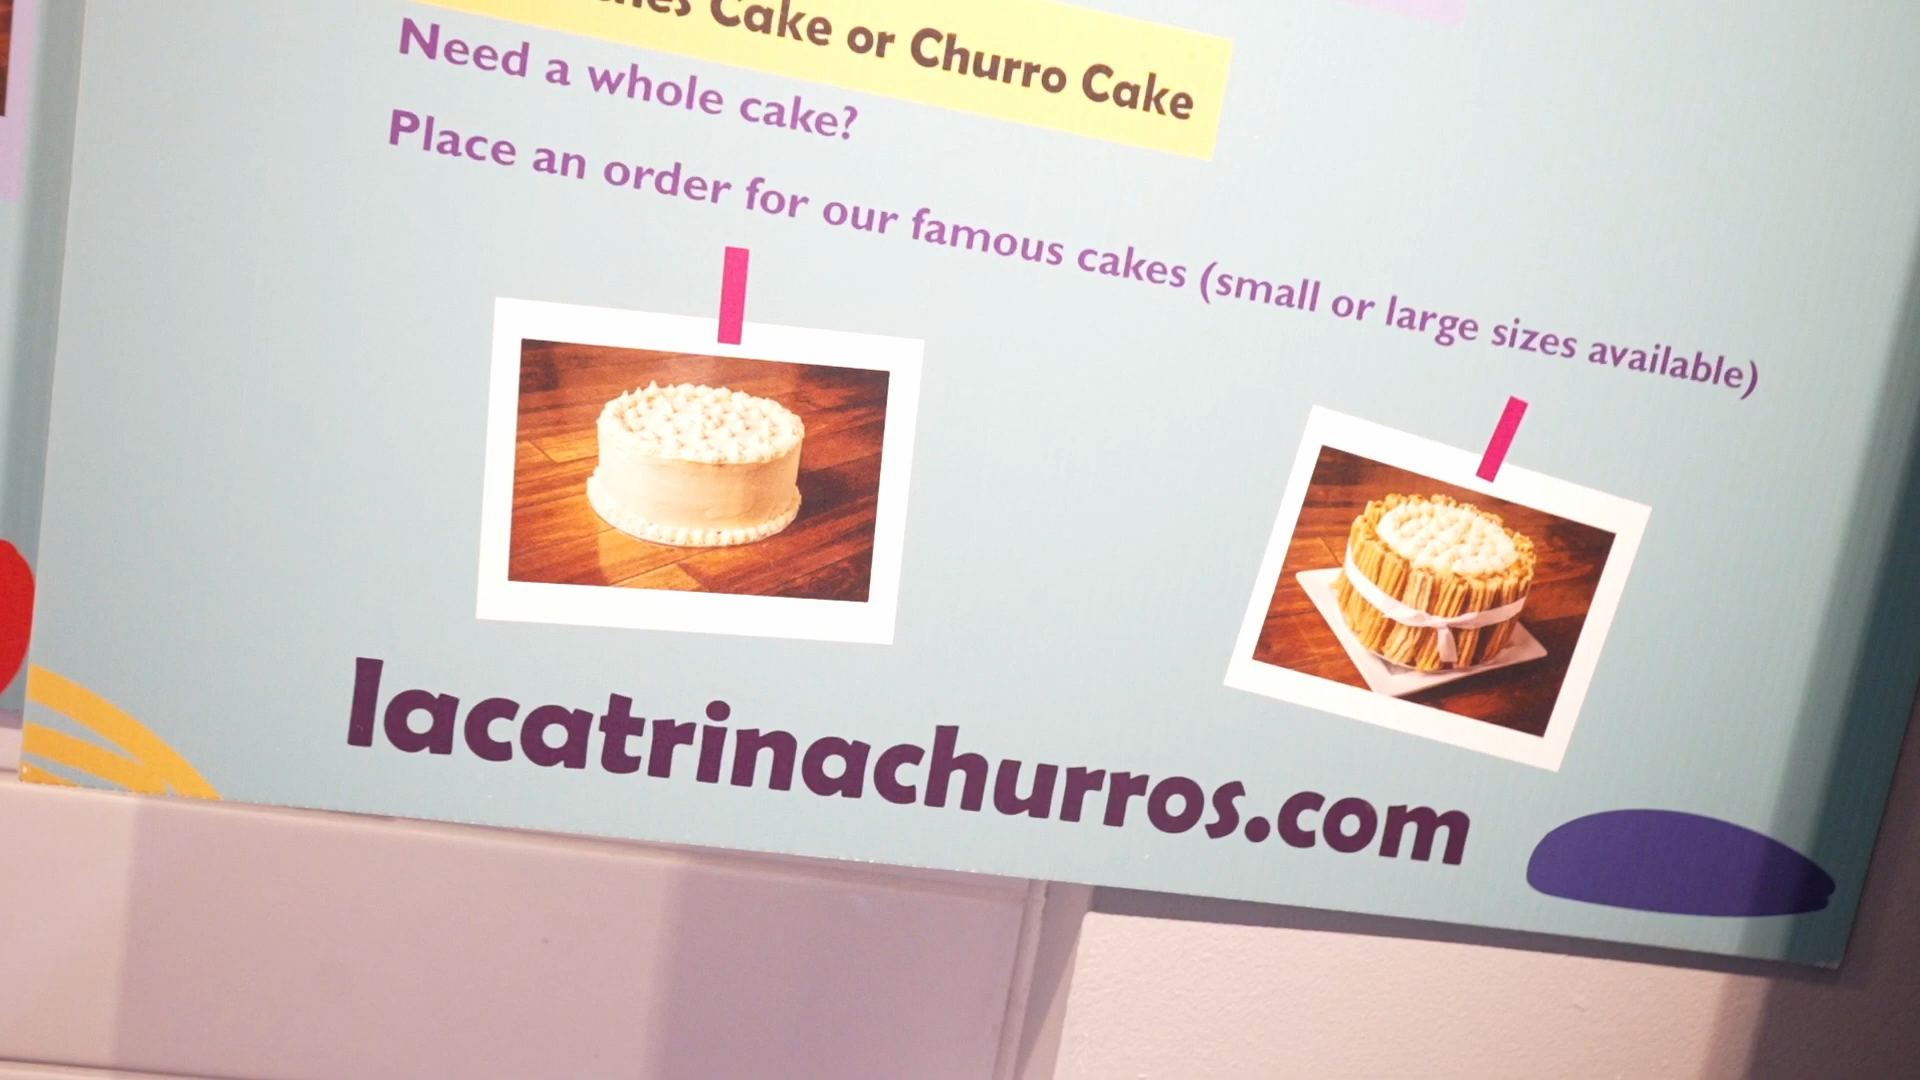 Cake or Churro Cake
Need a whole cake?
Place an order for our famous cakes (small or large sizes available)
lacatrinachurros.com